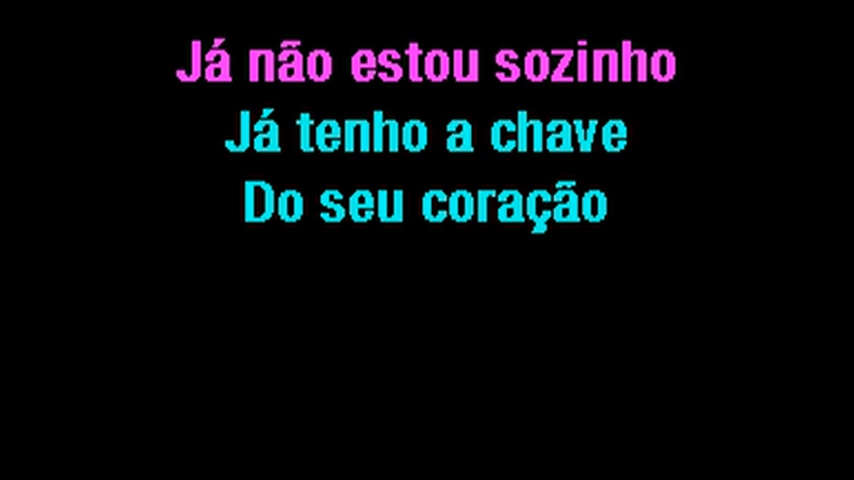 Já não estou sozinho
Já tenho a chave
Do seu coração